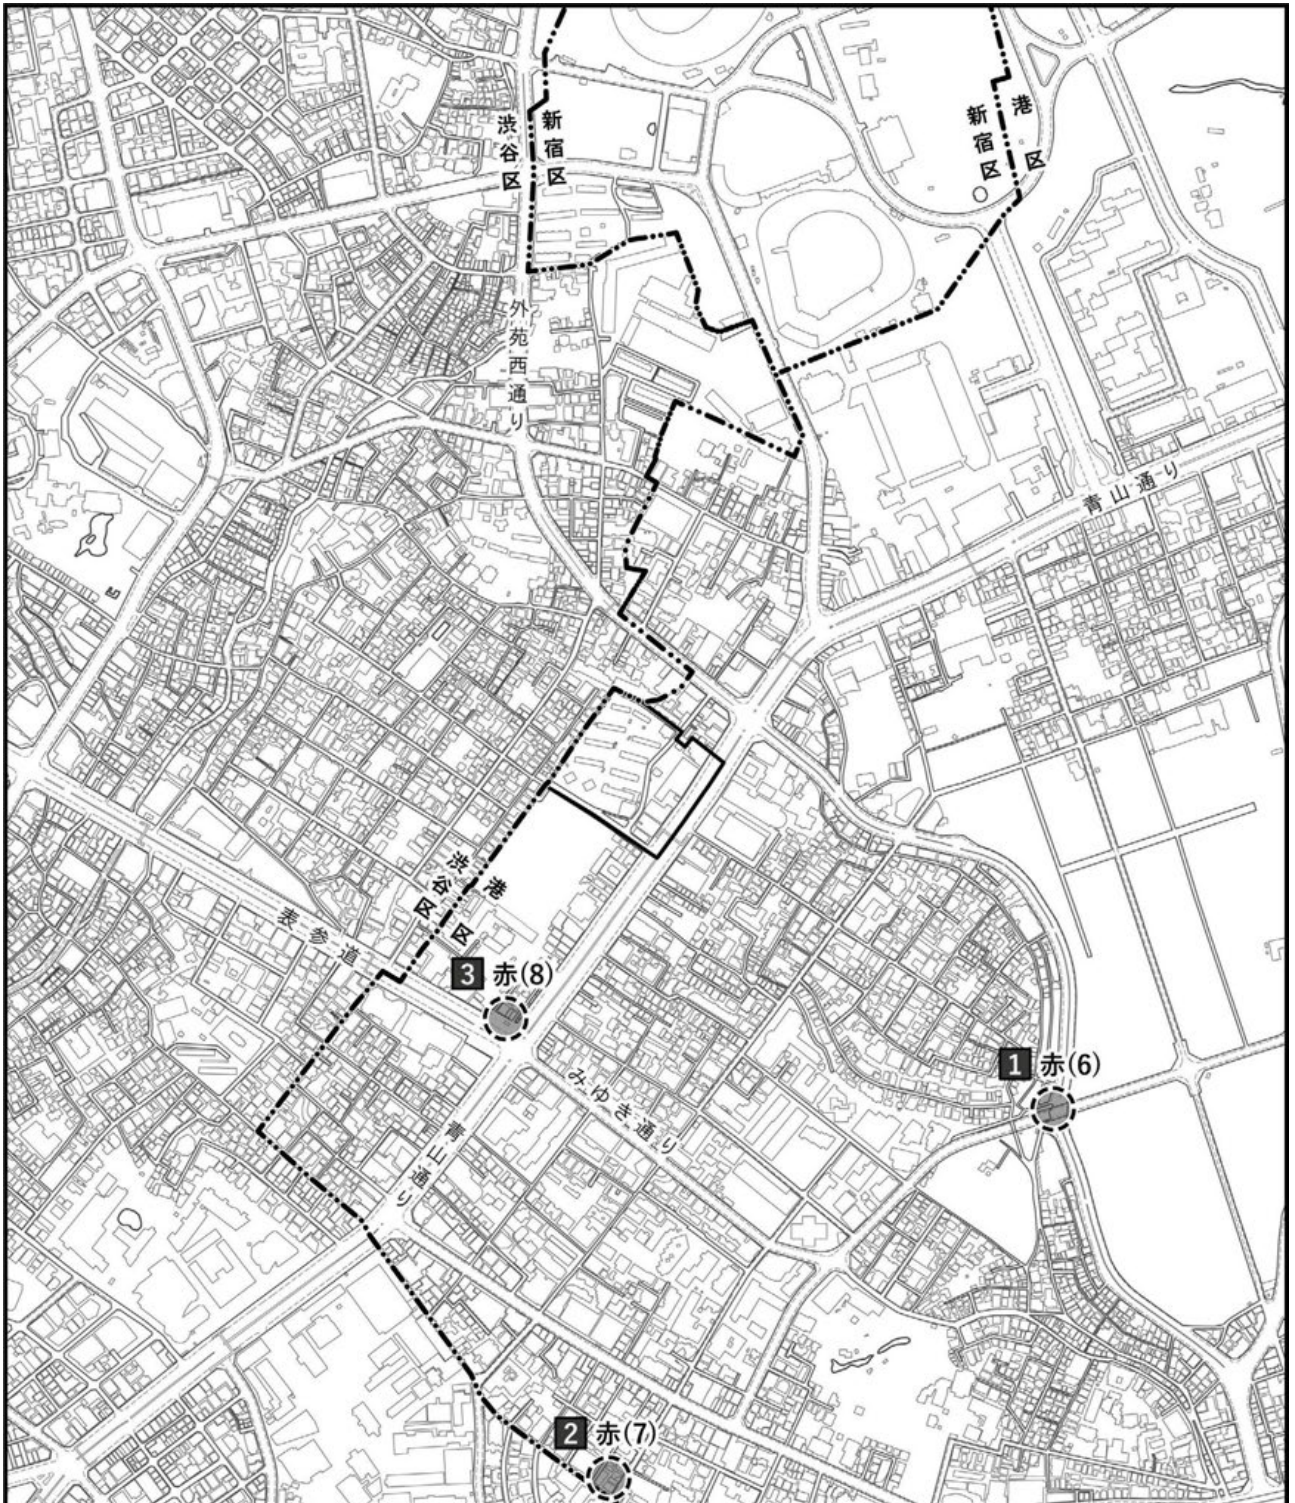 渋谷区
新宿区
新宿区
港区
外苑西通り
青山通り
渋谷区
港区
表参道
3 赤(8)
1 赤(6)
みゆき通り
青山通り
2 赤(7)